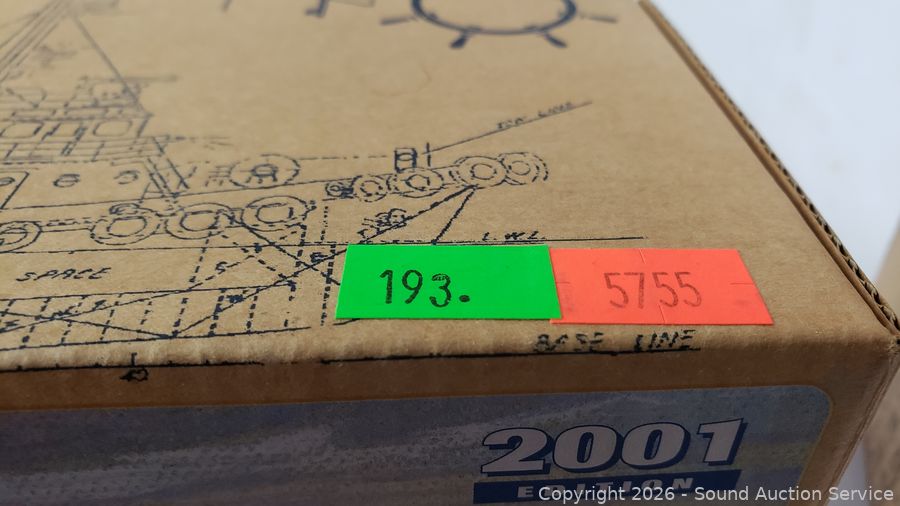 TOW LINE
L.W.L.
SPACE
193.
5755
BASE LINE
2001
EDITION
Copyright 2026 - Sound Auction Service